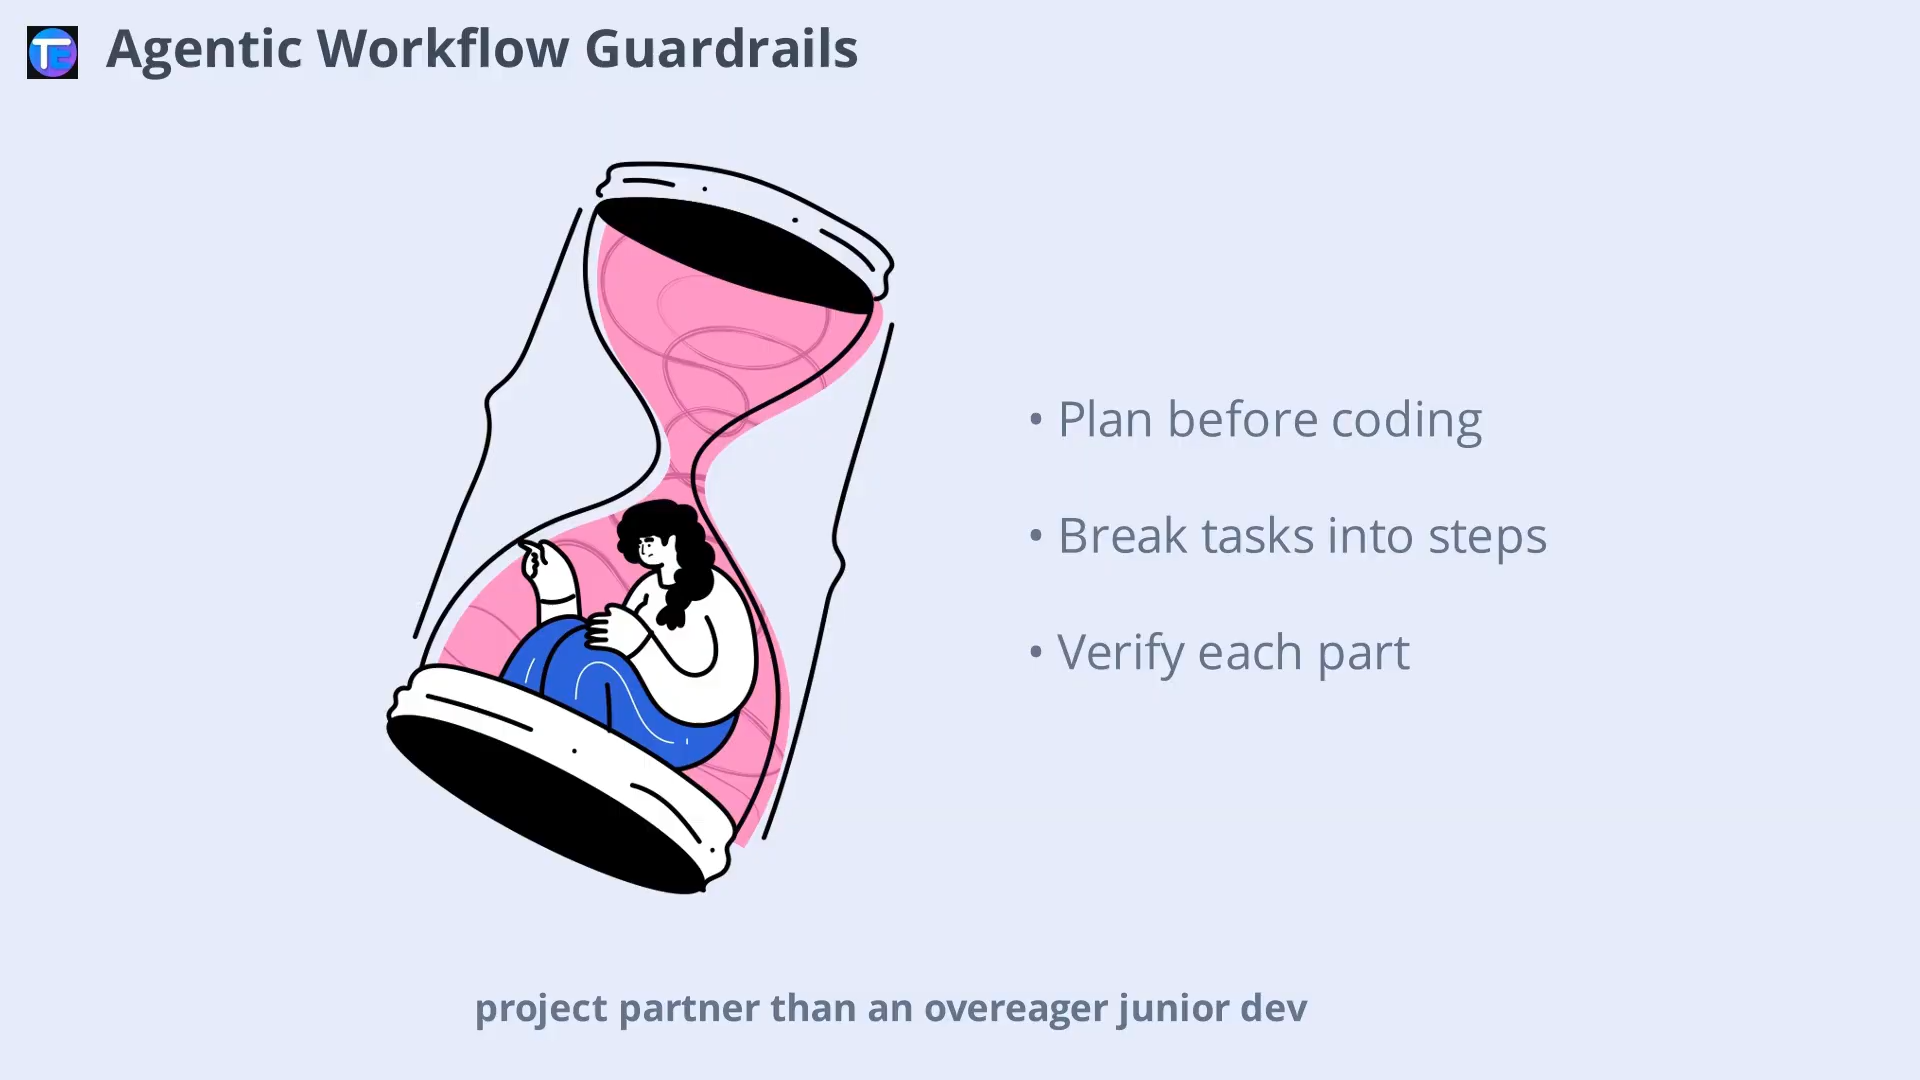 TE
Agentic Workflow Guardrails
• Plan before coding
• Break tasks into steps
• Verify each part
project partner than an overeager junior dev